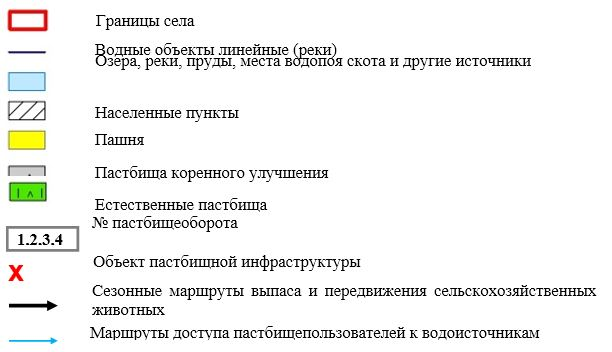 Границы села
Водные объекты линейные (реки)
Озера, реки, пруды, места водопоя скота и другие источники
Населенные пункты
Пашня
Пастбища коренного улучшения
Естественные пастбища
№ пастбищеоборота
1.2.3.4
Объект пастбищной инфраструктуры
X
Сезонные маршруты выпаса и передвижения сельскохозяйственных
животных
Маршруты доступа пастбищепользователей к водоисточникам